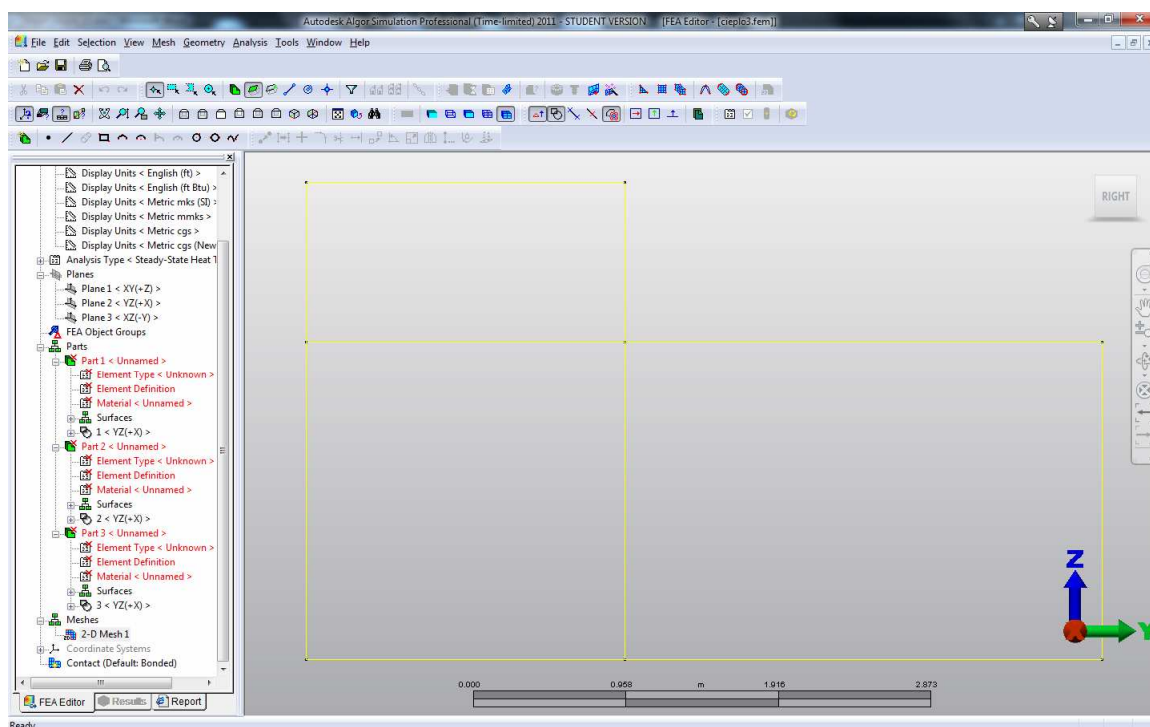 Autodesk Algor Simulation Professional (Time-limited) 2011 - STUDENT VERSION [FEA Editor - [cieplo3.fem]]
File Edit Selection View Mesh Geometry Analysis Tools Window Help
Display Units < English (ft) >
Display Units < English (ft Btu) >
Display Units < Metric mks (SI) >
Display Units < Metric mmks >
Display Units < Metric cgs >
Display Units < Metric cgs (New
Analysis Type < Steady-State Heat T
Planes
Plane 1 < XY(+Z) >
Plane 2 < YZ(+X) >
Plane 3 < XZ(-Y) >
FEA Object Groups
Parts
Part 1 < Unnamed >
Element Type < Unknown >
Element Definition
Material < Unnamed >
Surfaces
1 < YZ(+X) >
Part 2 < Unnamed >
Element Type < Unknown >
Element Definition
Material < Unnamed >
Surfaces
2 < YZ(+X) >
Part 3 < Unnamed >
Element Type < Unknown >
Element Definition
Material < Unnamed >
Surfaces
3 < YZ(+X) >
Meshes
2-D Mesh 1
Coordinate Systems
Contact (Default: Bonded)
FEA Editor Results Report
Ready
RIGHT
Z
Y
0.000 0.958 m 1.916 2.873